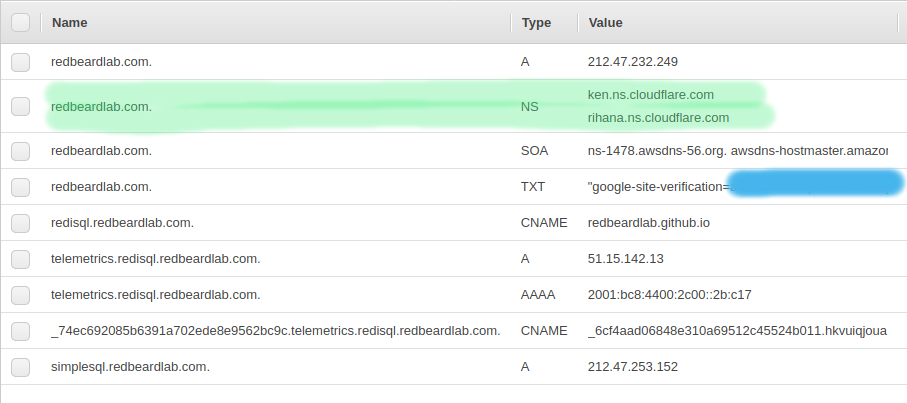 Name Type Value
redbeardlab.com. A 212.47.232.249
redbeardlab.com. NS ken.ns.cloudflare.com
rihana.ns.cloudflare.com
redbeardlab.com. SOA ns-1478.awsdns-56.org. awsdns-hostmaster.amazon
redbeardlab.com. TXT "google-site-verification=
redisql.redbeardlab.com. CNAME redbeardlab.github.io
telemetrics.redisql.redbeardlab.com. A 51.15.142.13
telemetrics.redisql.redbeardlab.com. AAAA 2001:bc8:4400:2c00::2b:c17
_74ec692085b6391a702ede8e9562bc9c.telemetrics.redisql.redbeardlab.com. CNAME _6cf4aad06848e310a69512c45524b011.hkvuiqjoua
simplesql.redbeardlab.com. A 212.47.253.152